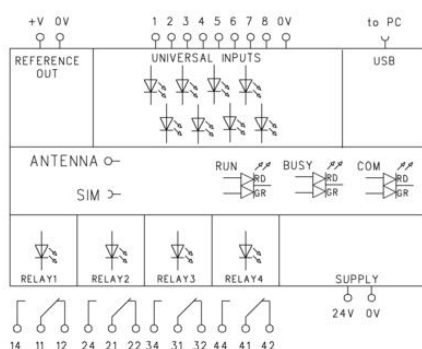 +V 0V 1 2 3 4 5 6 7 8 0V to PC
REFERENCE OUT UNIVERSAL INPUTS USB
ANTENNA RUN BUSY COM
RD RD RD
SIM GR GR GR
RELAY1 RELAY2 RELAY3 RELAY4 SUPPLY
24V 0V
14 11 12 24 21 22 34 31 32 44 41 42